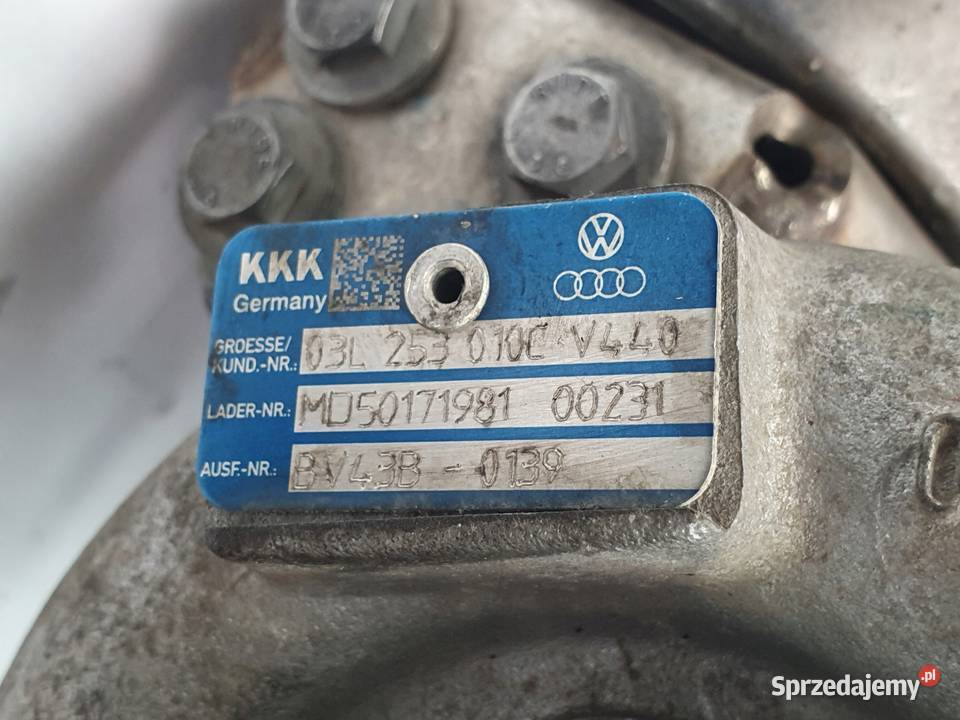 KKK
Germany
GROESSE/
KUND.-NR.: 03L 253 010C V440
LADER-NR.: MD50171981 00231
AUSF.-NR.: BV43B - 0139
Sprzedajemy.pl